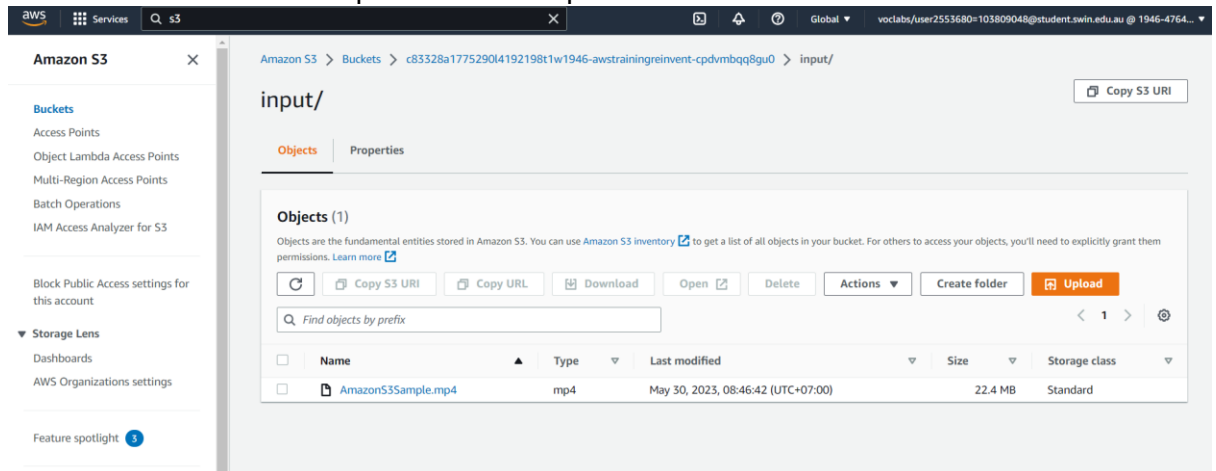 aws Services s3 Global voclabs/user2553680=103809048@student.swin.edu.au @ 1946-4764...
Amazon S3
Buckets
Access Points
Object Lambda Access Points
Multi-Region Access Points
Batch Operations
IAM Access Analyzer for S3
Block Public Access settings for
this account
Storage Lens
Dashboards
AWS Organizations settings
Feature spotlight 3
Amazon S3 > Buckets > c83328a1775290l4192198t1w1946-awstrainingreinvent-cpdvmbqq8gu0 > input/
input/
Copy S3 URI
Objects Properties
Objects (1)
Objects are the fundamental entities stored in Amazon S3. You can use Amazon S3 inventory to get a list of all objects in your bucket. For others to access your objects, you'll need to explicitly grant them
permissions. Learn more
Copy S3 URI Copy URL Download Open Delete Actions Create folder Upload
Find objects by prefix
< 1 >
Name Type Last modified Size Storage class
AmazonS3Sample.mp4 mp4 May 30, 2023, 08:46:42 (UTC+07:00) 22.4 MB Standard